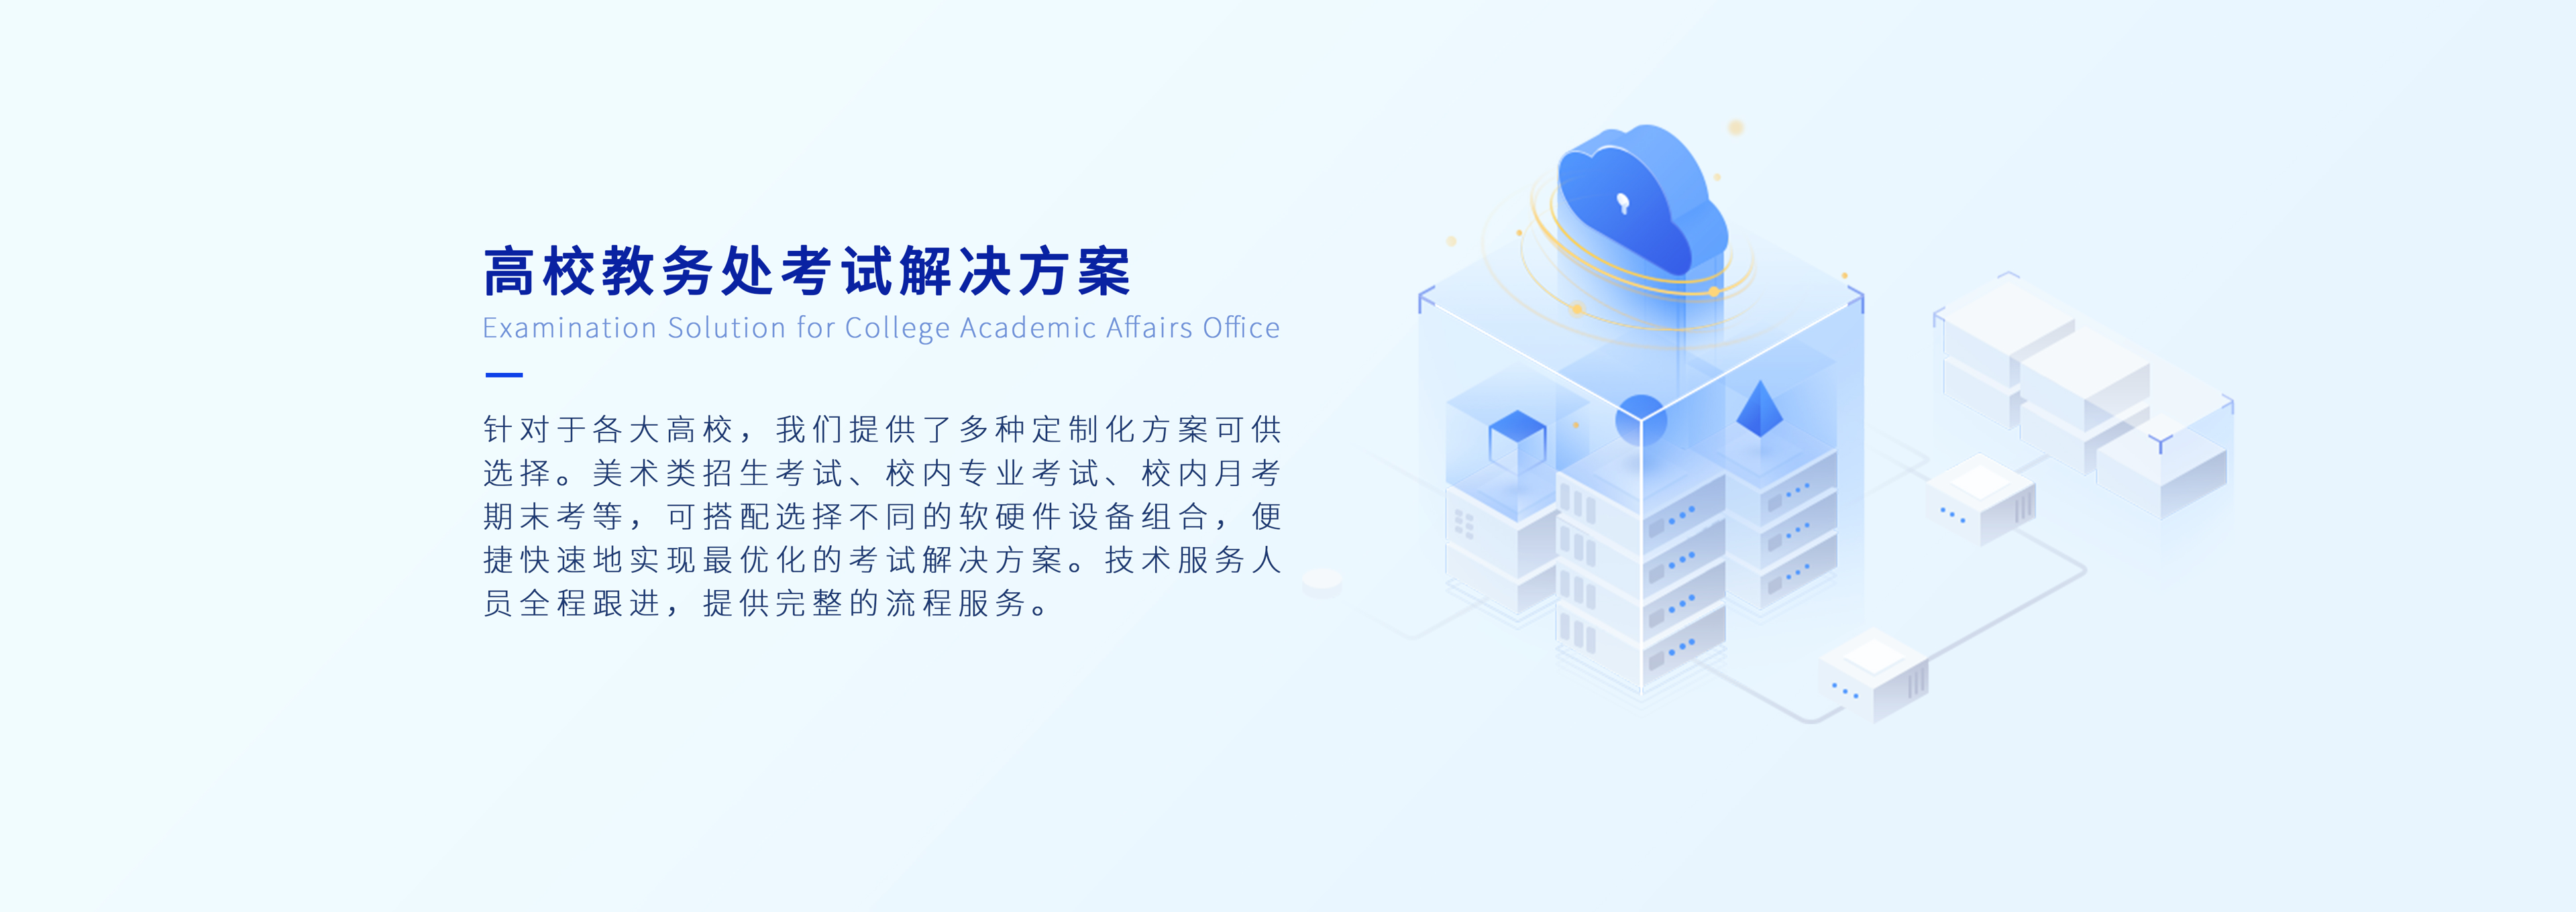 高校教务处考试解决方案
Examination Solution for College Academic Affairs Office
针对于各大高校，我们提供了多种定制化方案可供
选择。美术类招生考试、校内专业考试、校内月考
期末考等，可搭配选择不同的软硬件设备组合，便
捷快速地实现最优化的考试解决方案。技术服务人
员全程跟进，提供完整的流程服务。